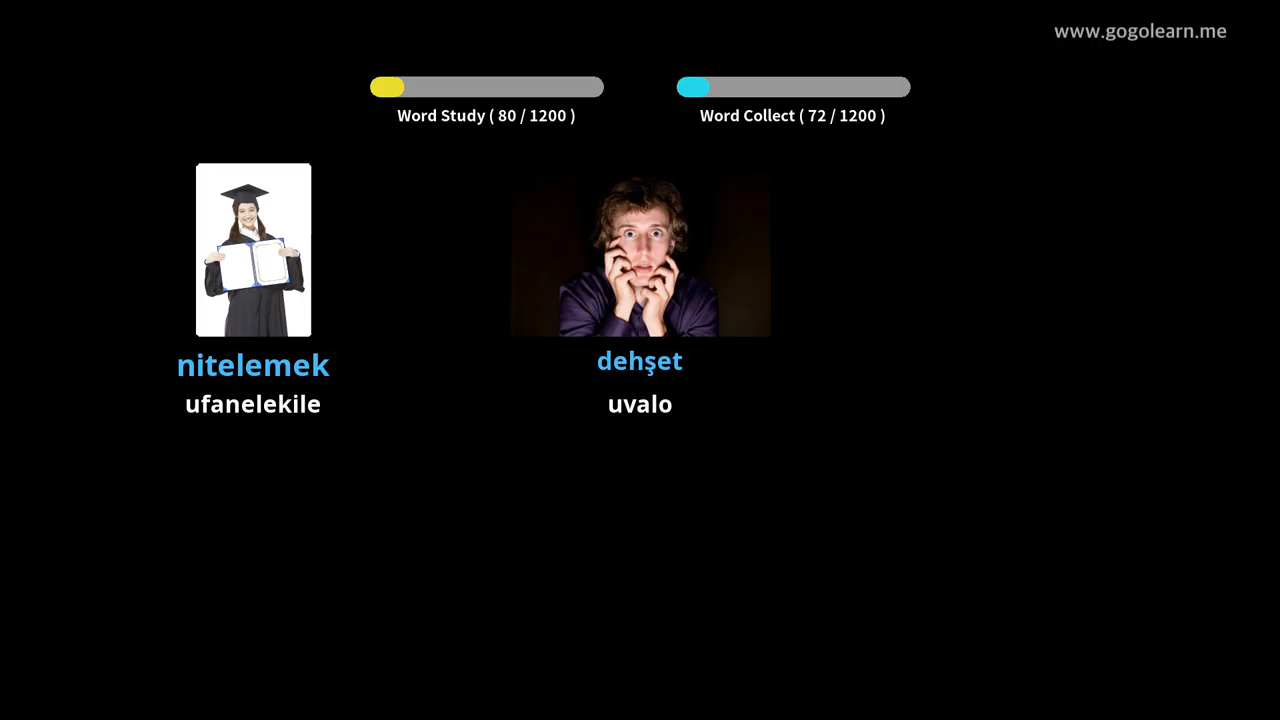 www.gogolearn.me
Word Study ( 80 / 1200 )
Word Collect ( 72 / 1200 )
nitelemek
ufanelekile
dehşet
uvalo